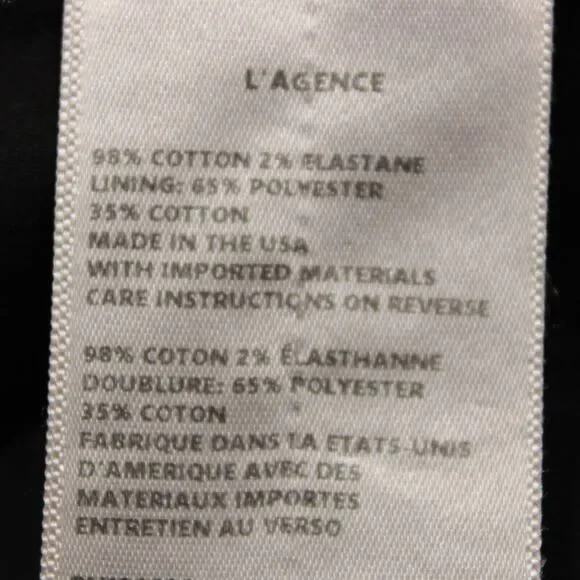 L'AGENCE
98% COTTON 2% ELASTANE
LINING: 65% POLYESTER
35% COTTON
MADE IN THE USA
WITH IMPORTED MATERIALS
CARE INSTRUCTIONS ON REVERSE
98% COTON 2% ÉLASTHANNE
DOUBLURE: 65% POLYESTER
35% COTON
FABRIQUE DANS LA ETATS-UNIS
D'AMERIQUE AVEC DES
MATERIAUX IMPORTES
ENTRETIEN AU VERSO